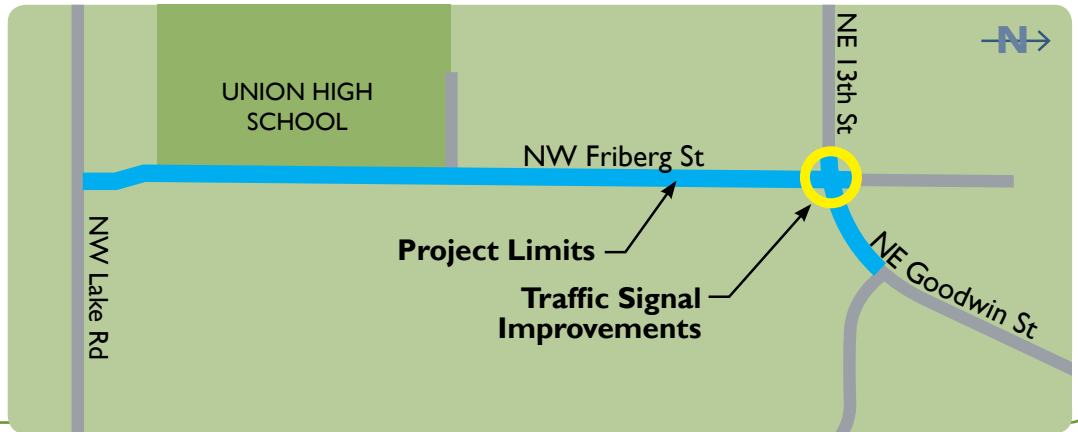 N
NE 13th St
UNION HIGH
SCHOOL
NW Friberg St
NW Lake Rd
Project Limits
Traffic Signal
Improvements
NE Goodwin St